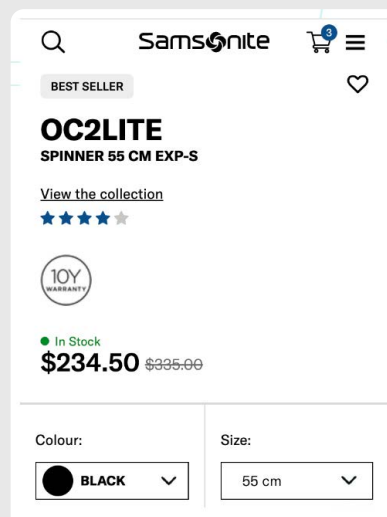 Samsonite
3
BEST SELLER
OC2LITE
SPINNER 55 CM EXP-S
View the collection
10Y
WARRANTY
In Stock
$234.50 $335.00
Colour:
Size:
BLACK
55 cm